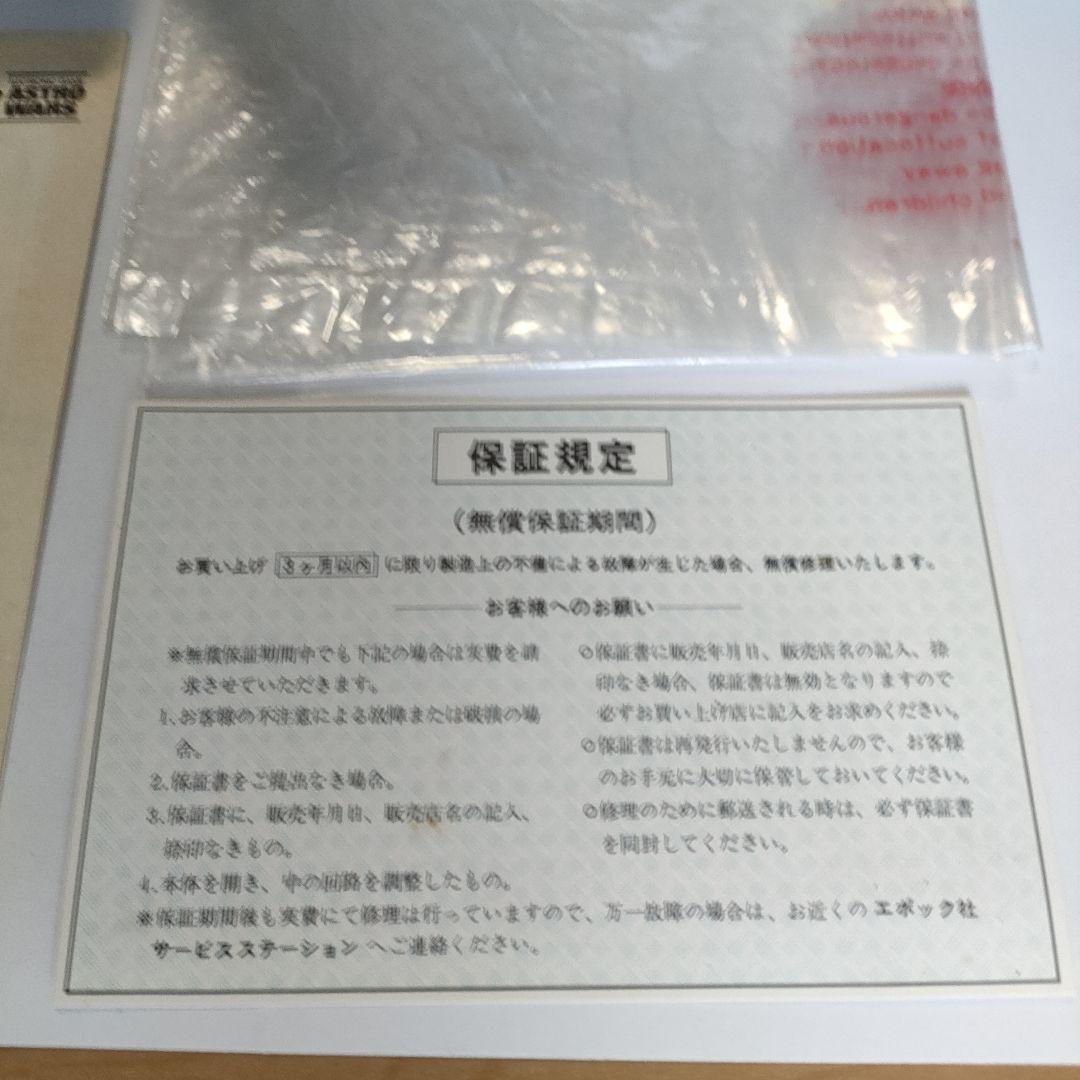 ASTRO
WARS
dangerous.
suffocation
away
children.
保証規定
(無償保証期間)
お買い上げ 3ヶ月以内 に限り製造上の不備による故障が生じた場合、無償修理いたします。
お客様へのお願い
※無償保証期間中でも下記の場合は実費を請
求させていただきます。
1.お客様の不注意による故障または破損の場
合。
2.保証書をご提出なき場合。
3.保証書に、販売年月日、販売店名の記入、
捺印なきもの。
4.本体を開き、中の回路を調整したもの。
※保証期間後も実費にて修理は行っていますので、万一故障の場合は、お近くのエポック社
サービスステーションへご連絡ください。
○保証書に販売年月日、販売店名の記入、捺
印なき場合、保証書は無効となりますので
必ずお買い上げ店に記入をお求めください。
○保証書は再発行いたしませんので、お客様
のお手元に大切に保管しておいてください。
○修理のために郵送される時は、必ず保証書
を同封してください。